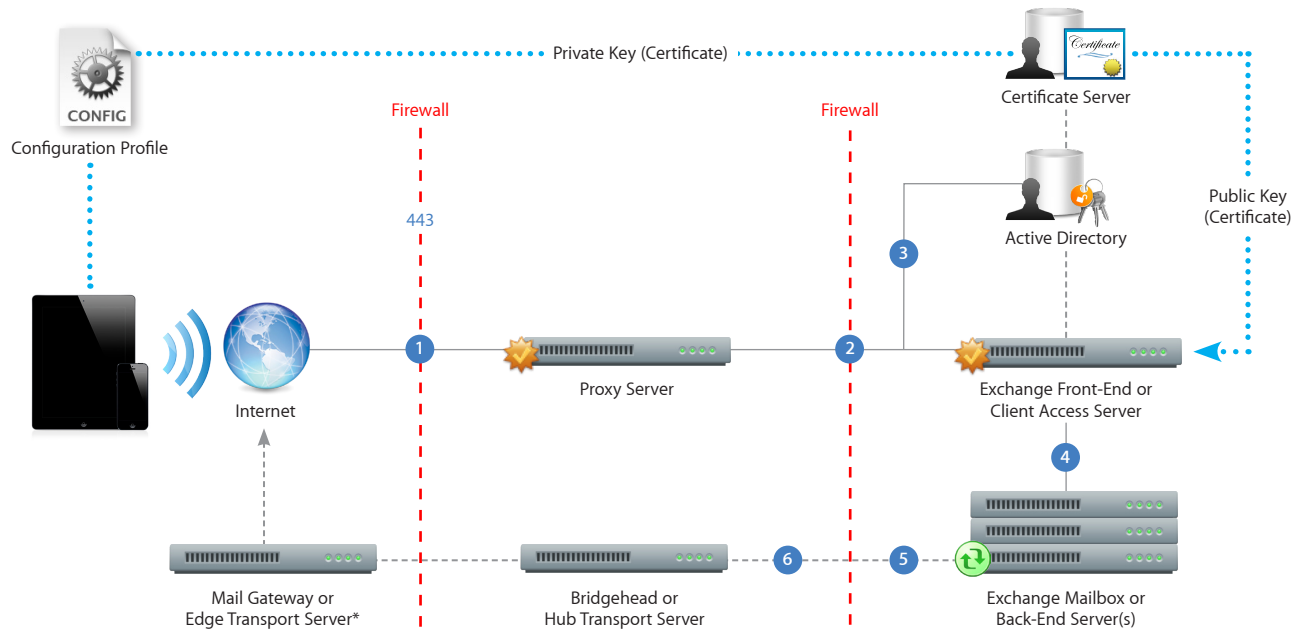 Private Key (Certificate)
Certificate
CONFIG
Configuration Profile
Certificate Server
Firewall
Firewall
Public Key
(Certificate)
443
Active Directory
3
1
2
Internet
Proxy Server
Exchange Front-End or
Client Access Server
4
6
5
Mail Gateway or
Edge Transport Server*
Bridgehead or
Hub Transport Server
Exchange Mailbox or
Back-End Server(s)